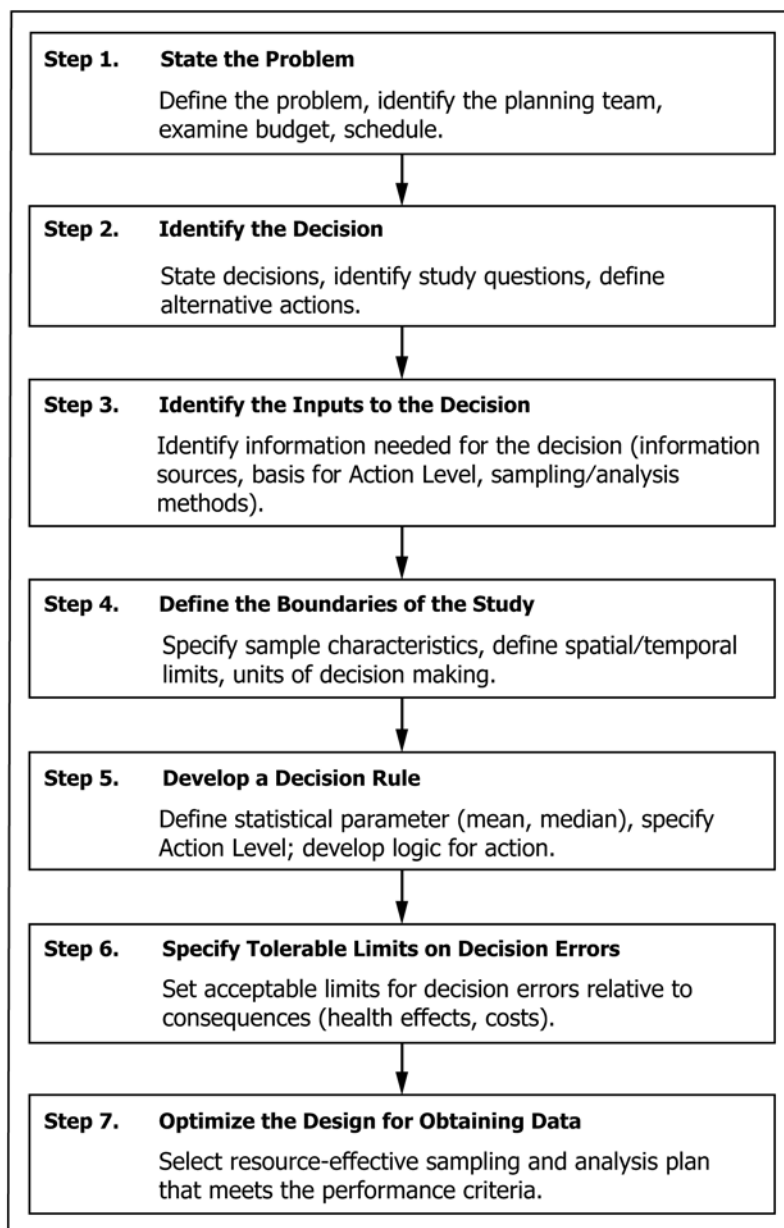 Step 1. State the Problem
Define the problem, identify the planning team,
examine budget, schedule.
Step 2. Identify the Decision
State decisions, identify study questions, define
alternative actions.
Step 3. Identify the Inputs to the Decision
Identify information needed for the decision (information
sources, basis for Action Level, sampling/analysis
methods).
Step 4. Define the Boundaries of the Study
Specify sample characteristics, define spatial/temporal
limits, units of decision making.
Step 5. Develop a Decision Rule
Define statistical parameter (mean, median), specify
Action Level; develop logic for action.
Step 6. Specify Tolerable Limits on Decision Errors
Set acceptable limits for decision errors relative to
consequences (health effects, costs).
Step 7. Optimize the Design for Obtaining Data
Select resource-effective sampling and analysis plan
that meets the performance criteria.